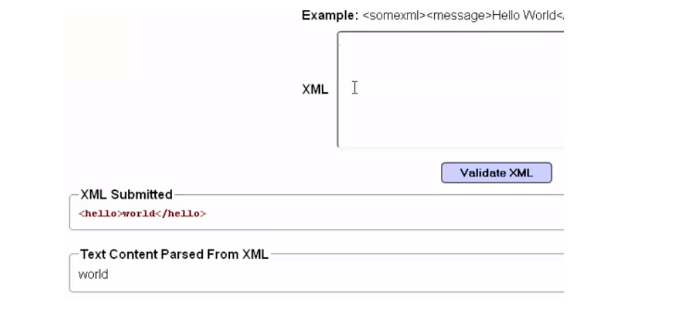 Example: <somexml><message>Hello World</
XML
Validate XML
XML Submitted
<hello>world</hello>
Text Content Parsed From XML
world